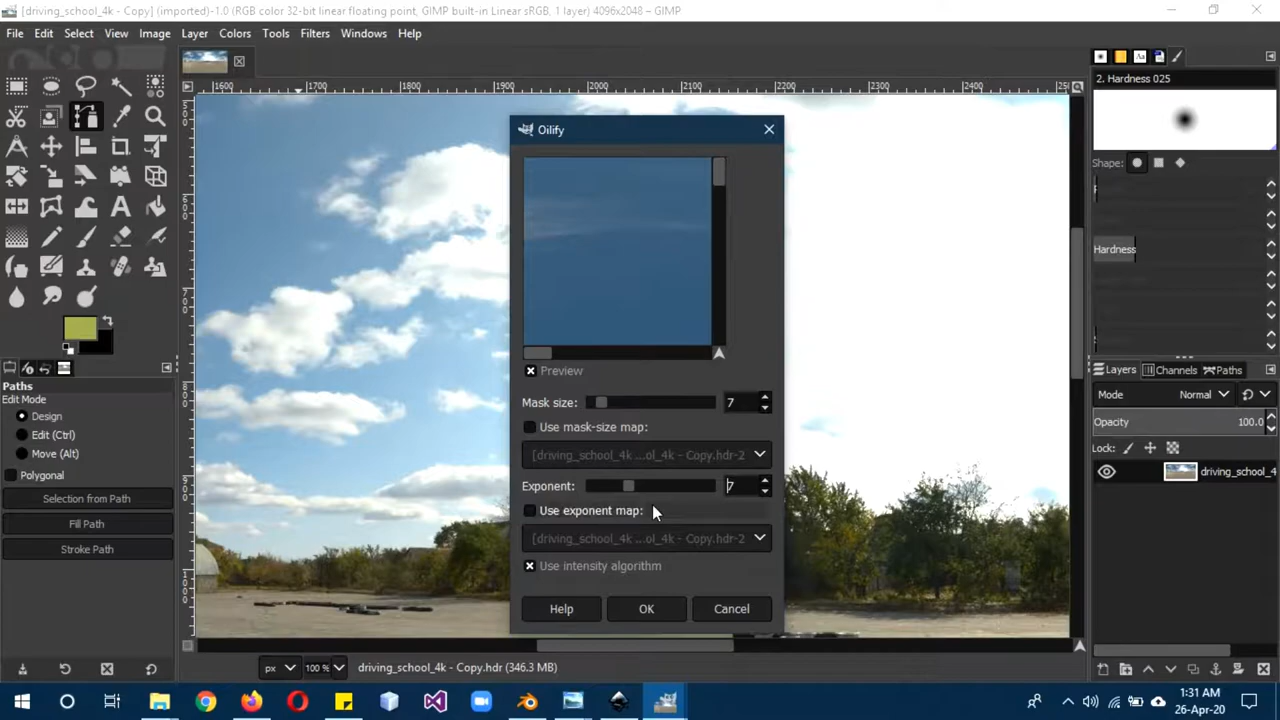 [driving_school_4k - Copy] (imported)-1.0 (RGB color 32-bit linear floating point, GIMP built-in Linear sRGB, 1 layer) 4096x2048 – GIMP
File Edit Select View Image Layer Colors Tools Filters Windows Help
2. Hardness 025
1600 1700 2000 2100 2200 2300 2400
Oilify
Shape:
Hardness
Preview
Paths
Edit Mode
Design
Edit (Ctrl)
Move (Alt)
Polygonal
Selection from Path
Fill Path
Stroke Path
Mask size: 7
Use mask-size map:
[driving_school_4k ...ol_4k - Copy.hdr-2
Exponent: 7
Use exponent map:
[driving_school_4k ...ol_4k - Copy.hdr-2
Use intensity algorithm
Help OK Cancel
Layers Channels Paths
Mode Normal
Opacity 100.0
Lock:
driving_school_4
px 100 % driving_school_4k - Copy.hdr (346.3 MB)
1:31 AM
26-Apr-20